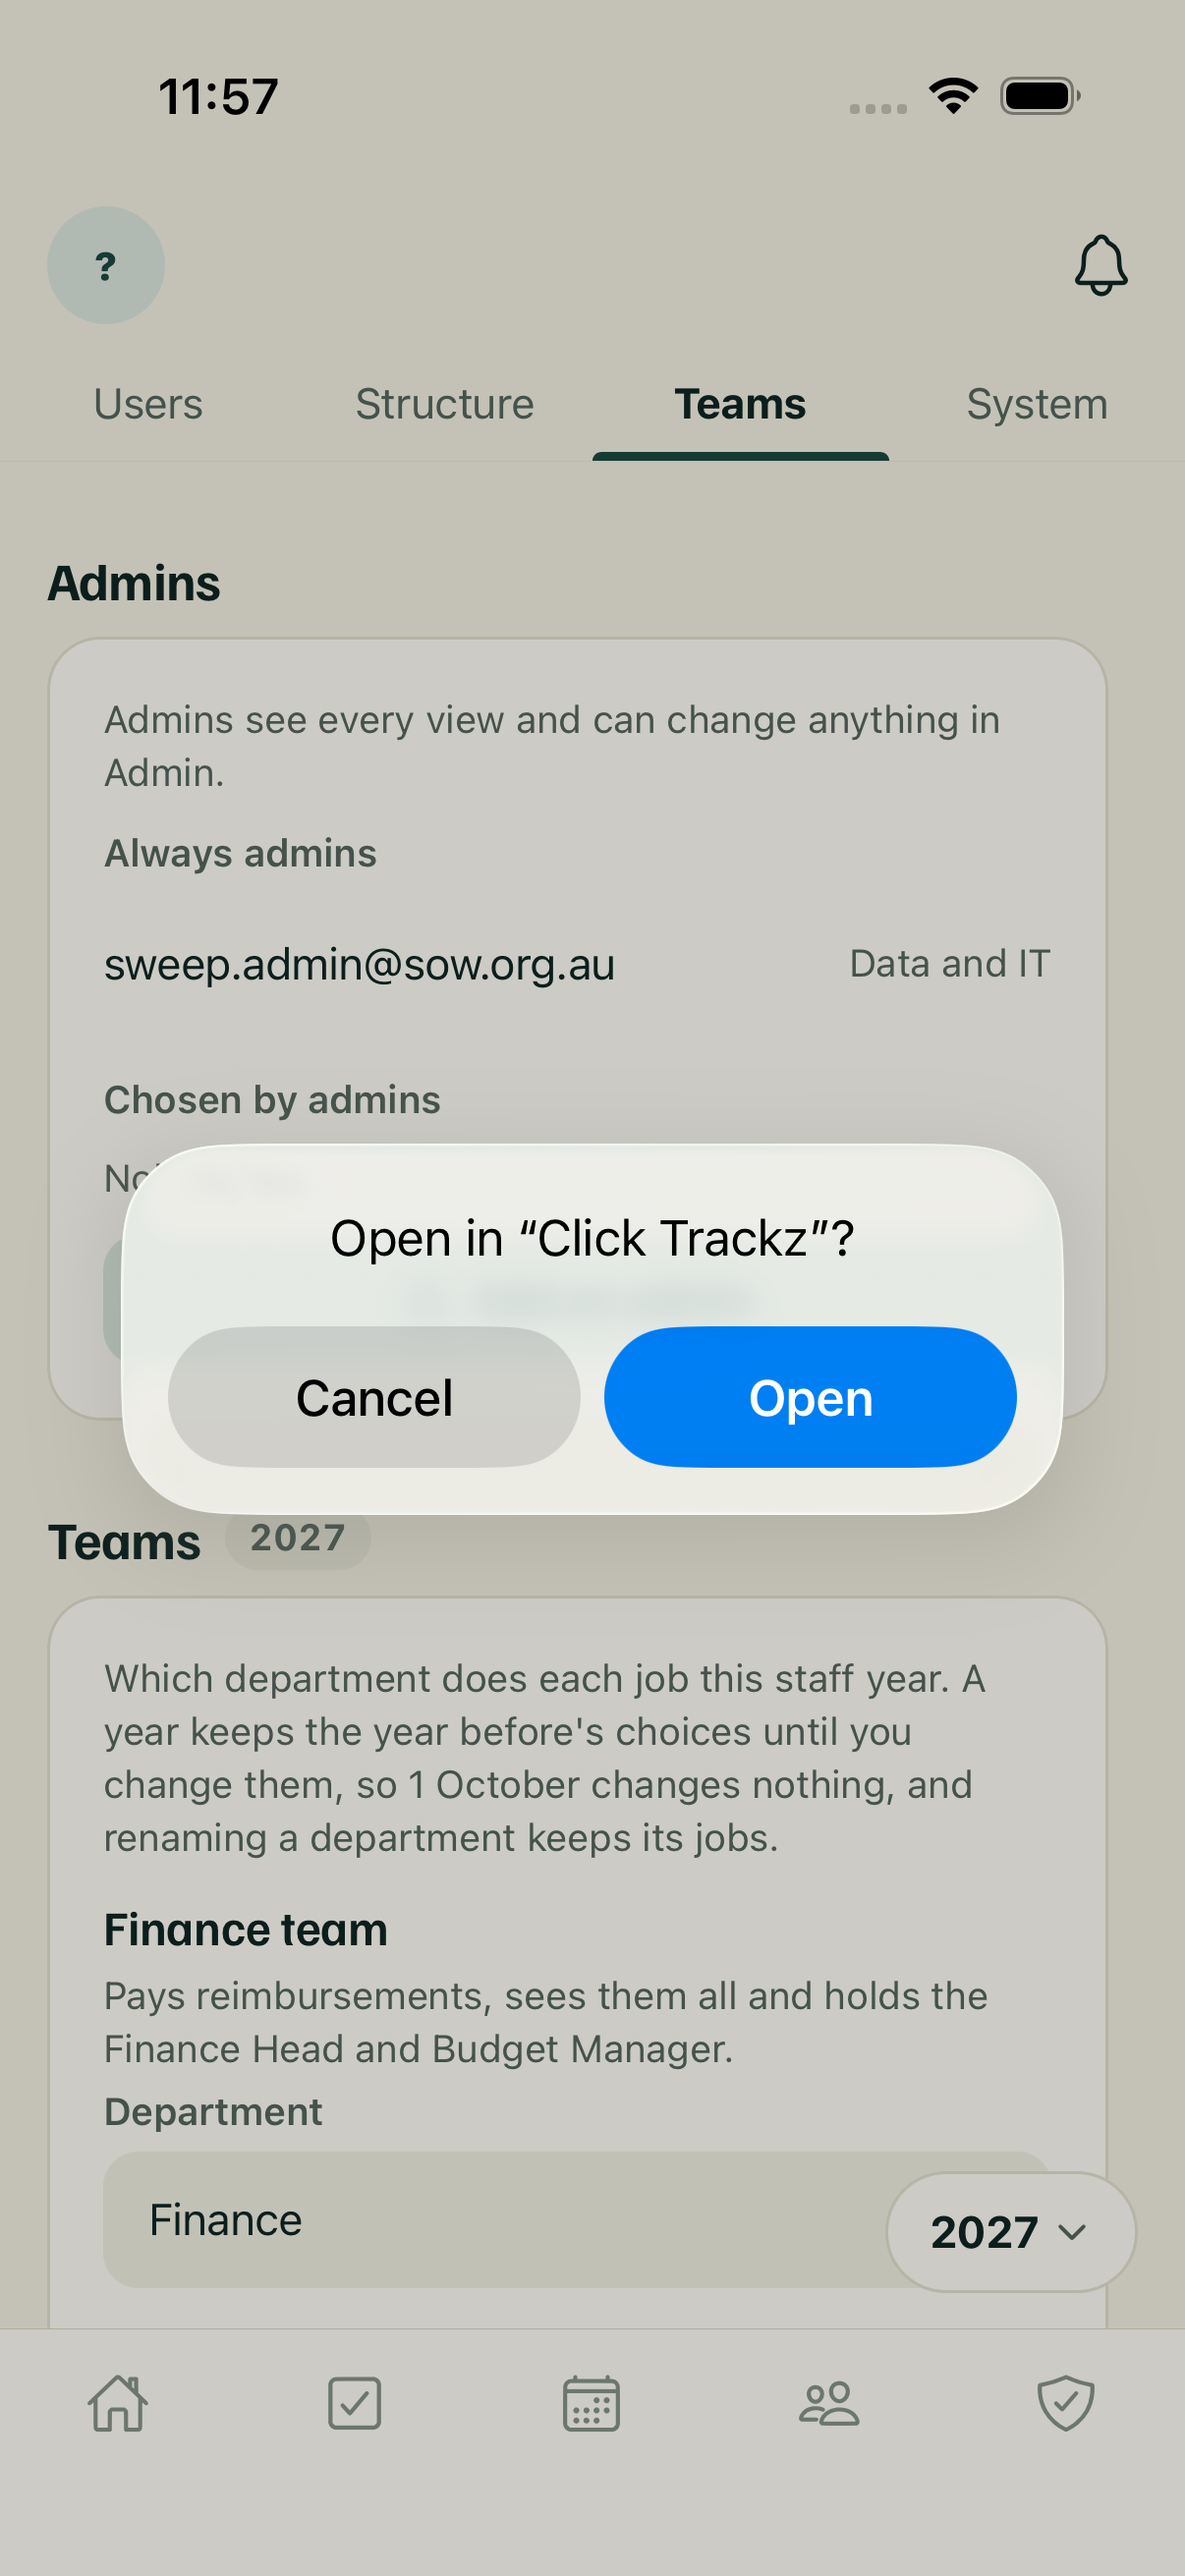 11:57
?
Users Structure Teams System
Admins
Admins see every view and can change anything in
Admin.
Always admins
sweep.admin@sow.org.au Data and IT
Chosen by admins
Open in “Click Trackz”?
Cancel Open
Teams 2027
Which department does each job this staff year. A
year keeps the year before's choices until you
change them, so 1 October changes nothing, and
renaming a department keeps its jobs.
Finance team
Pays reimbursements, sees them all and holds the
Finance Head and Budget Manager.
Department
Finance
2027